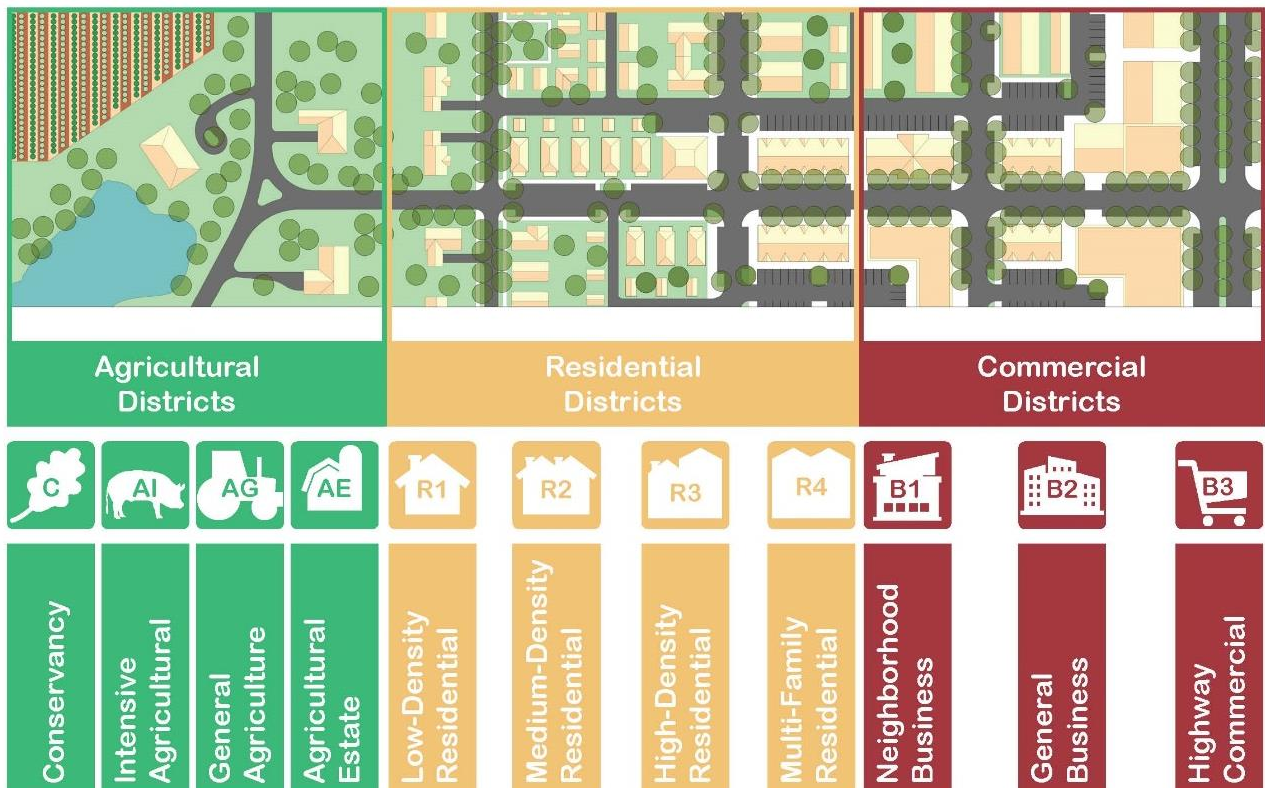 Agricultural
Districts
Residential
Districts
Commercial
Districts
C
AI
AG
AE
R1
R2
R3
R4
B1
B2
B3
Conservancy
Intensive
Agricultural
General
Agriculture
Agricultural
Estate
Low-Density
Residential
Medium-Density
Residential
High-Density
Residential
Multi-Family
Residential
Neighborhood
Business
General
Business
Highway
Commercial